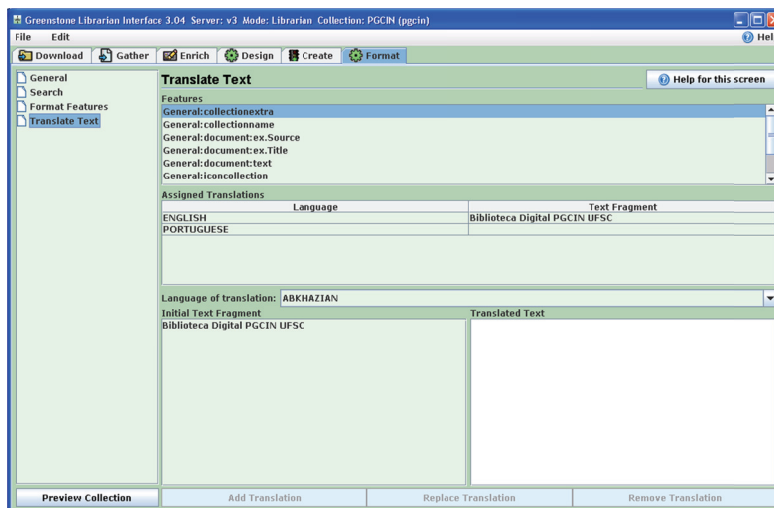 Greenstone Librarian Interface 3.04 Server: v3 Mode: Librarian Collection: PGCIN (pgcin)
File Edit Hel
Download Gather Enrich Design Create Format
General
Search
Format Features
Translate Text
Translate Text
Help for this screen
Features
General:collectionextra
General:collectionname
General:document:ex.Source
General:document:ex.Title
General:document:text
General:iconcollection
Assigned Translations
Language Text Fragment
ENGLISH Biblioteca Digital PGCIN UFSC
PORTUGUESE
Language of translation: ABKHAZIAN
Initial Text Fragment Translated Text
Biblioteca Digital PGCIN UFSC
Preview Collection Add Translation Replace Translation Remove Translation